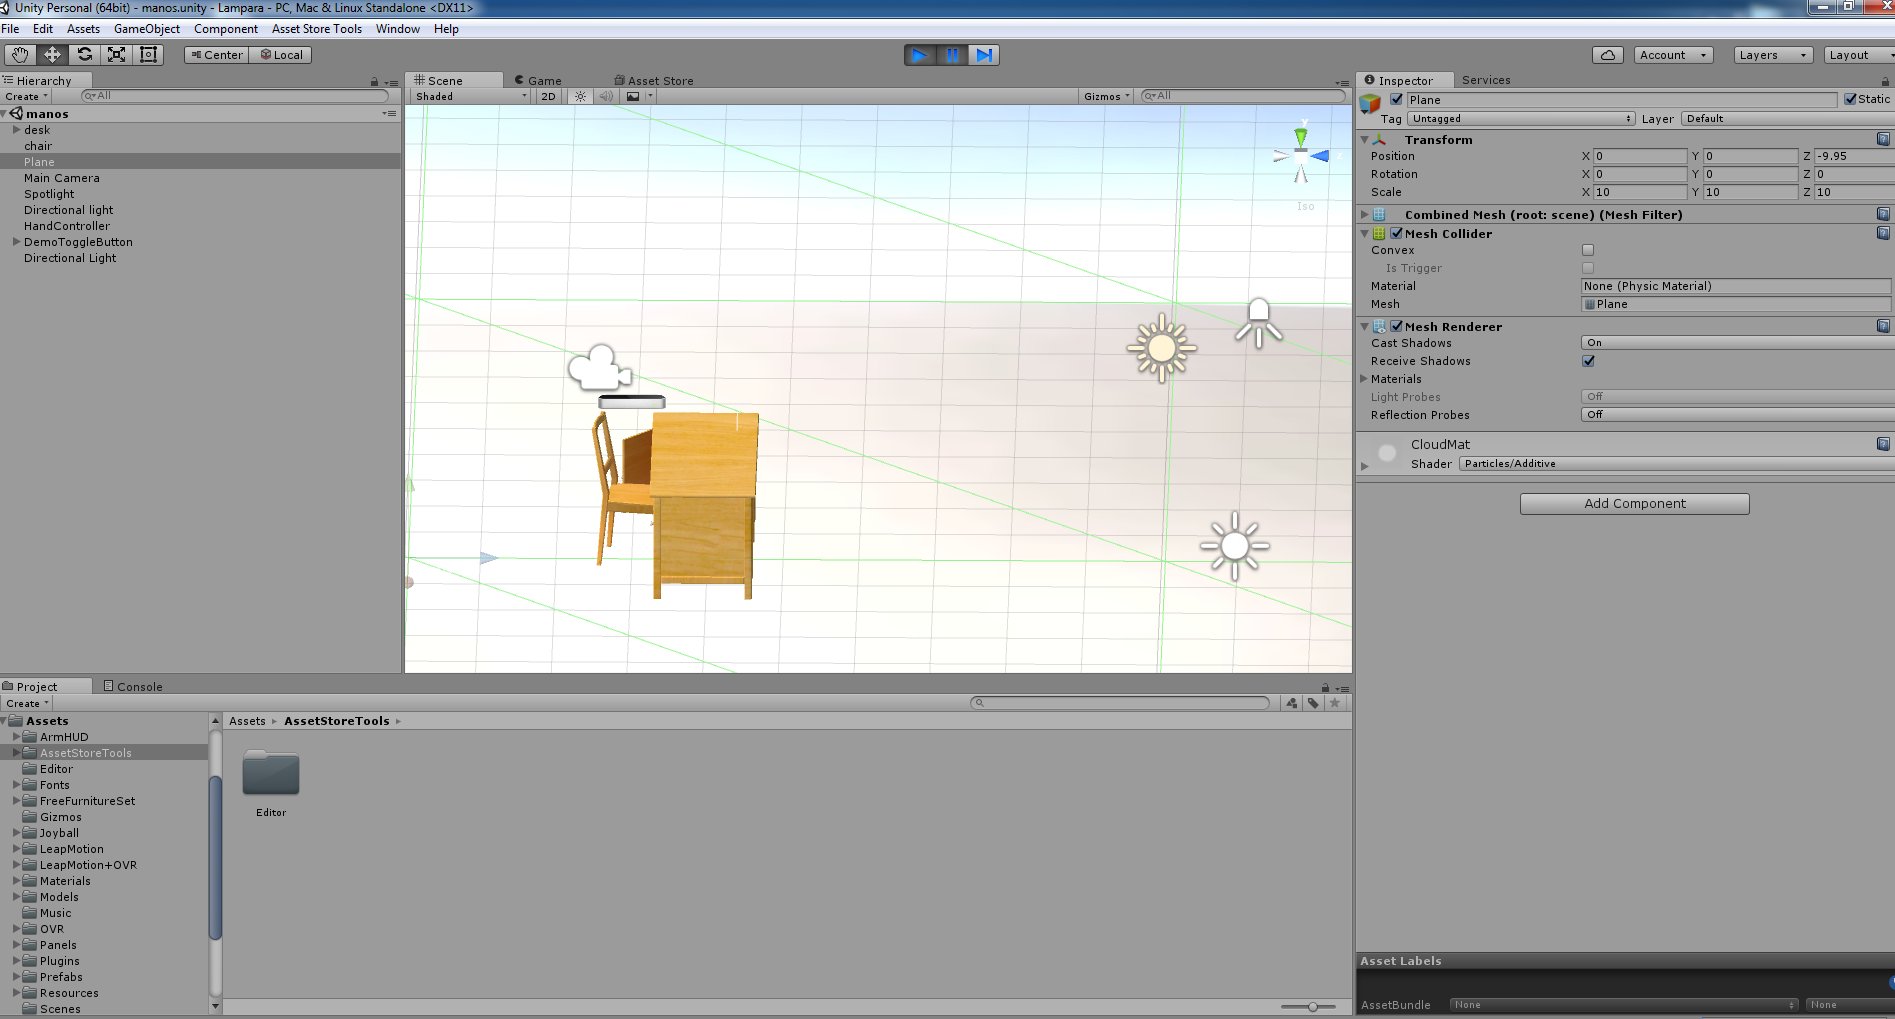 Unity Personal (64bit) - manos.unity - Lampara - PC, Mac & Linux Standalone <DX11>
File Edit Assets GameObject Component Asset Store Tools Window Help
Center Local Account Layers Layout
Hierarchy
Create All
manos
desk
chair
Plane
Main Camera
Spotlight
Directional light
HandController
DemoToggleButton
Directional Light
Scene Game Asset Store
Shaded 2D Gizmos All
y
Iso
Inspector Services
Plane Static
Tag Untagged Layer Default
Transform
Position X 0 Y 0 Z -9.95
Rotation X 0 Y 0 Z 0
Scale X 10 Y 10 Z 10
Combined Mesh (root: scene) (Mesh Filter)
Mesh Collider
Convex
Is Trigger
Material None (Physic Material)
Mesh Plane
Mesh Renderer
Cast Shadows On
Receive Shadows
Materials
Light Probes Off
Reflection Probes Off
CloudMat
Shader Particles/Additive
Add Component
Project Console
Create
Assets
ArmHUD
AssetStoreTools
Editor
Fonts
FreeFurnitureSet
Gizmos
Joyball
LeapMotion
LeapMotion+OVR
Materials
Models
Music
OVR
Panels
Plugins
Prefabs
Resources
Scenes
Assets AssetStoreTools
Editor
Asset Labels
AssetBundle None None